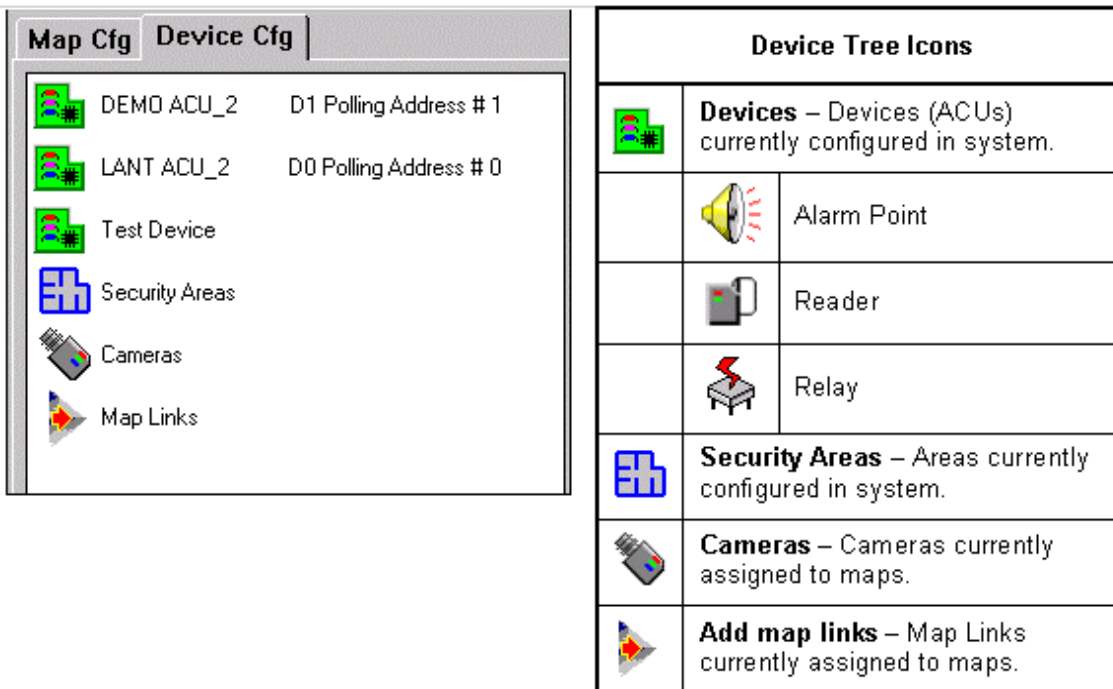 Map Cfg
Device Cfg
DEMO ACU_2 D1 Polling Address # 1
LANT ACU_2 D0 Polling Address # 0
Test Device
Security Areas
Cameras
Map Links
Device Tree Icons
Devices – Devices (ACUs)
currently configured in system.
Alarm Point
Reader
Relay
Security Areas – Areas currently
configured in system.
Cameras – Cameras currently
assigned to maps.
Add map links – Map Links
currently assigned to maps.